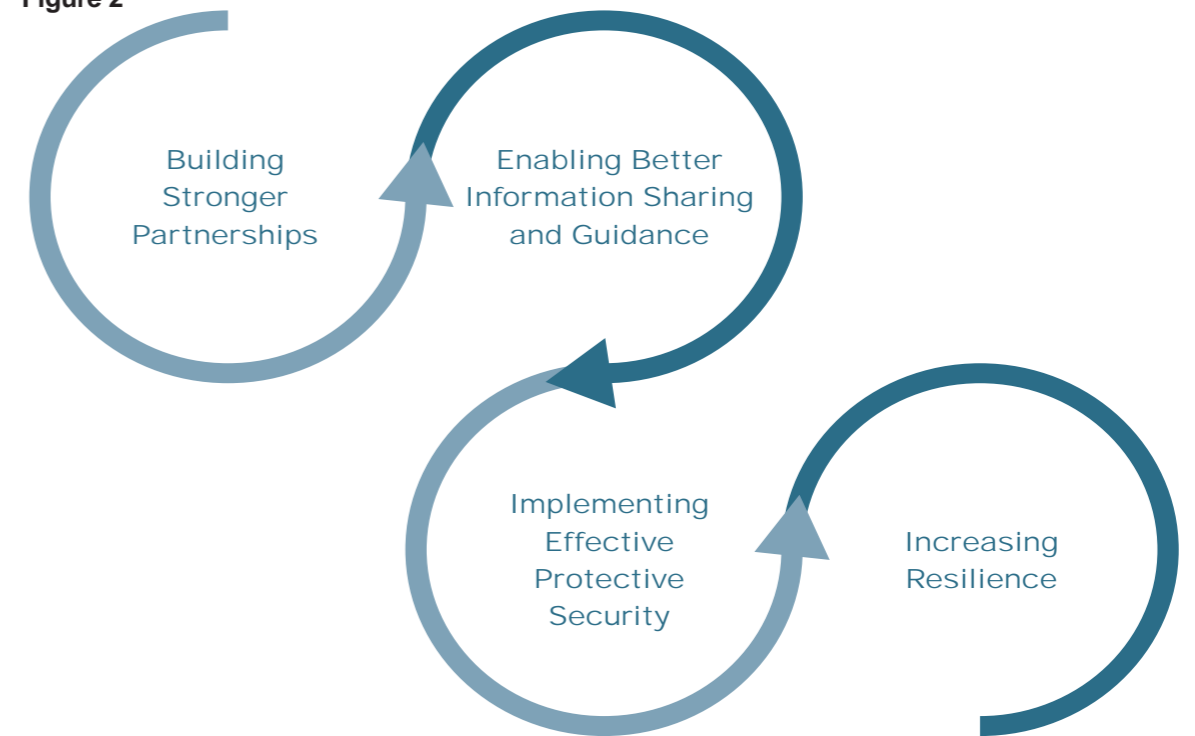 Figure 2
Building
Stronger
Partnerships
Enabling Better
Information Sharing
and Guidance
Implementing
Effective
Protective
Security
Increasing
Resilience